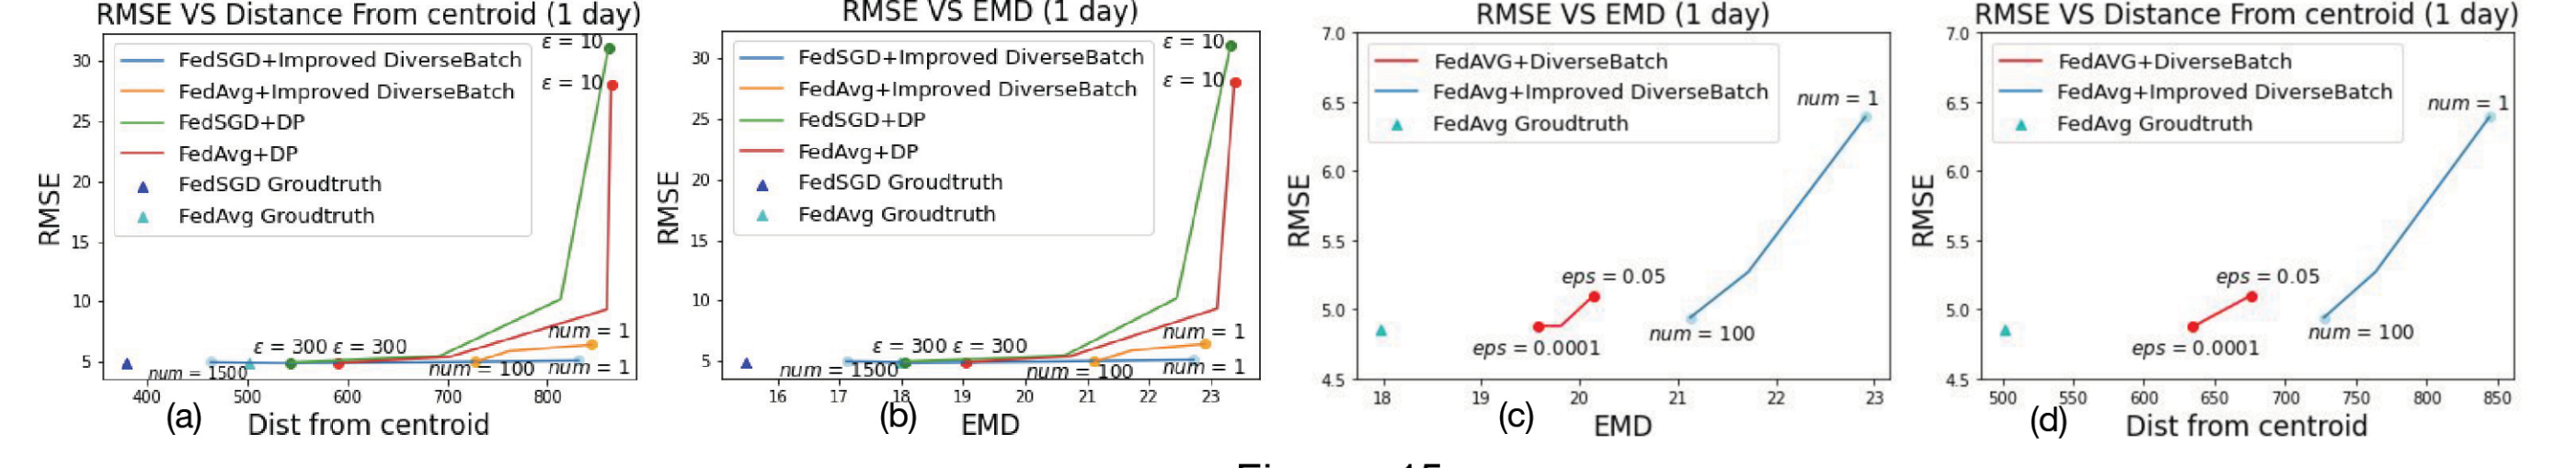 RMSE VS Distance From centroid (1 day)
30
25
20
15
10
5
RMSE
FedSGD+Improved DiverseBatch
FedAvg+Improved DiverseBatch
FedSGD+DP
FedAvg+DP
FedSGD Groudtruth
FedAvg Groudtruth
ε = 10
ε = 10
ε = 300 ε = 300
num = 1
num = 1500
num = 100
num = 1
400 500 600 700 800
(a)
Dist from centroid
RMSE VS EMD (1 day)
30
25
20
15
10
5
RMSE
FedSGD+Improved DiverseBatch
FedAvg+Improved DiverseBatch
FedSGD+DP
FedAvg+DP
FedSGD Groudtruth
FedAvg Groudtruth
ε = 10
ε = 10
ε = 300 ε = 300
num = 1
num = 1500
num = 100
num = 1
16 17 18 19 20 21 22 23
(b)
EMD
RMSE VS EMD (1 day)
7.0
6.5
6.0
5.5
5.0
4.5
RMSE
FedAVG+DiverseBatch
FedAvg+Improved DiverseBatch
FedAvg Groudtruth
num = 1
eps = 0.05
num = 100
eps = 0.0001
18 19 20 21 22 23
(c)
EMD
RMSE VS Distance From centroid (1 day)
7.0
6.5
6.0
5.5
5.0
4.5
RMSE
FedAVG+DiverseBatch
FedAvg+Improved DiverseBatch
FedAvg Groudtruth
num = 1
eps = 0.05
num = 100
eps = 0.0001
500 550 600 650 700 750 800 850
(d)
Dist from centroid